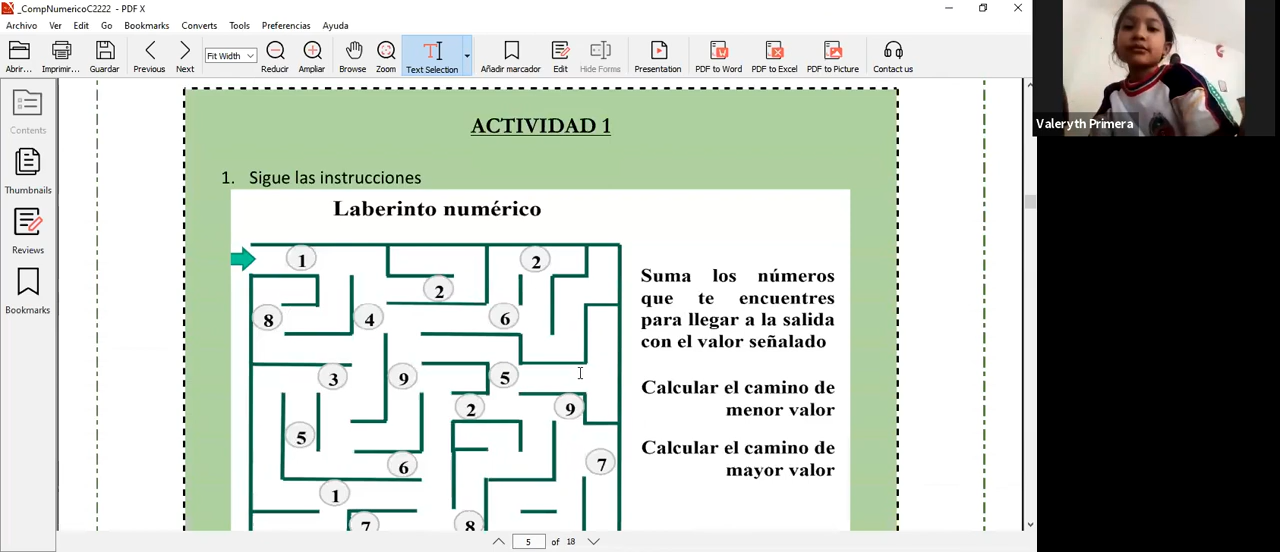 _CompNumericoC2222 - PDF X
Archivo Ver Edit Go Bookmarks Converts Tools Preferencias Ayuda
Abrir... Imprimir... Guardar Previous Next Fit Width Reducir Ampliar Browse Zoom Text Selection Añadir marcador Edit Hide Forms Presentation PDF to Word PDF to Excel PDF to Picture Contact us
Contents
Thumbnails
Reviews
Bookmarks
Valeryth Primera
ACTIVIDAD 1
1. Sigue las instrucciones
Laberinto numérico
1 2
2
8 4 6
3 9 5
2 9
5
6 7
1
7 8
Suma los números
que te encuentres
para llegar a la salida
con el valor señalado
Calcular el camino de
menor valor
Calcular el camino de
mayor valor
5 of 18